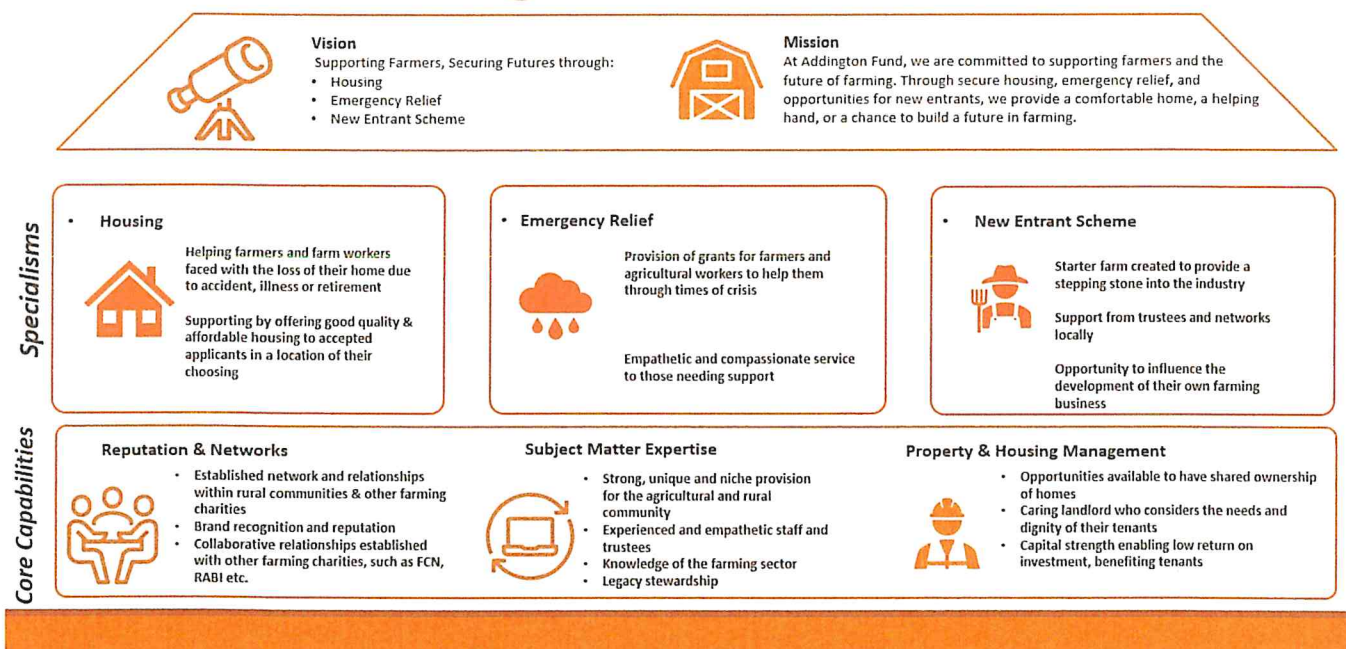 Vision
Supporting Farmers, Securing Futures through:
• Housing
• Emergency Relief
• New Entrant Scheme
Mission
At Addington Fund, we are committed to supporting farmers and the
future of farming. Through secure housing, emergency relief, and
opportunities for new entrants, we provide a comfortable home, a helping
hand, or a chance to build a future in farming.
Specialisms
• Housing
Helping farmers and farm workers
faced with the loss of their home due
to accident, illness or retirement
Supporting by offering good quality &
affordable housing to accepted
applicants in a location of their
choosing
• Emergency Relief
Provision of grants for farmers and
agricultural workers to help them
through times of crisis
Empathetic and compassionate service
to those needing support
• New Entrant Scheme
Starter farm created to provide a
stepping stone into the industry
Support from trustees and networks
locally
Opportunity to influence the
development of their own farming
business
Core Capabilities
Reputation & Networks
• Established network and relationships
within rural communities & other farming
charities
• Brand recognition and reputation
• Collaborative relationships established
with other farming charities, such as FCN,
RABI etc.
Subject Matter Expertise
• Strong, unique and niche provision
for the agricultural and rural
community
• Experienced and empathetic staff and
trustees
• Knowledge of the farming sector
• Legacy stewardship
Property & Housing Management
• Opportunities available to have shared ownership
of homes
• Caring landlord who considers the needs and
dignity of their tenants
• Capital strength enabling low return on
investment, benefiting tenants